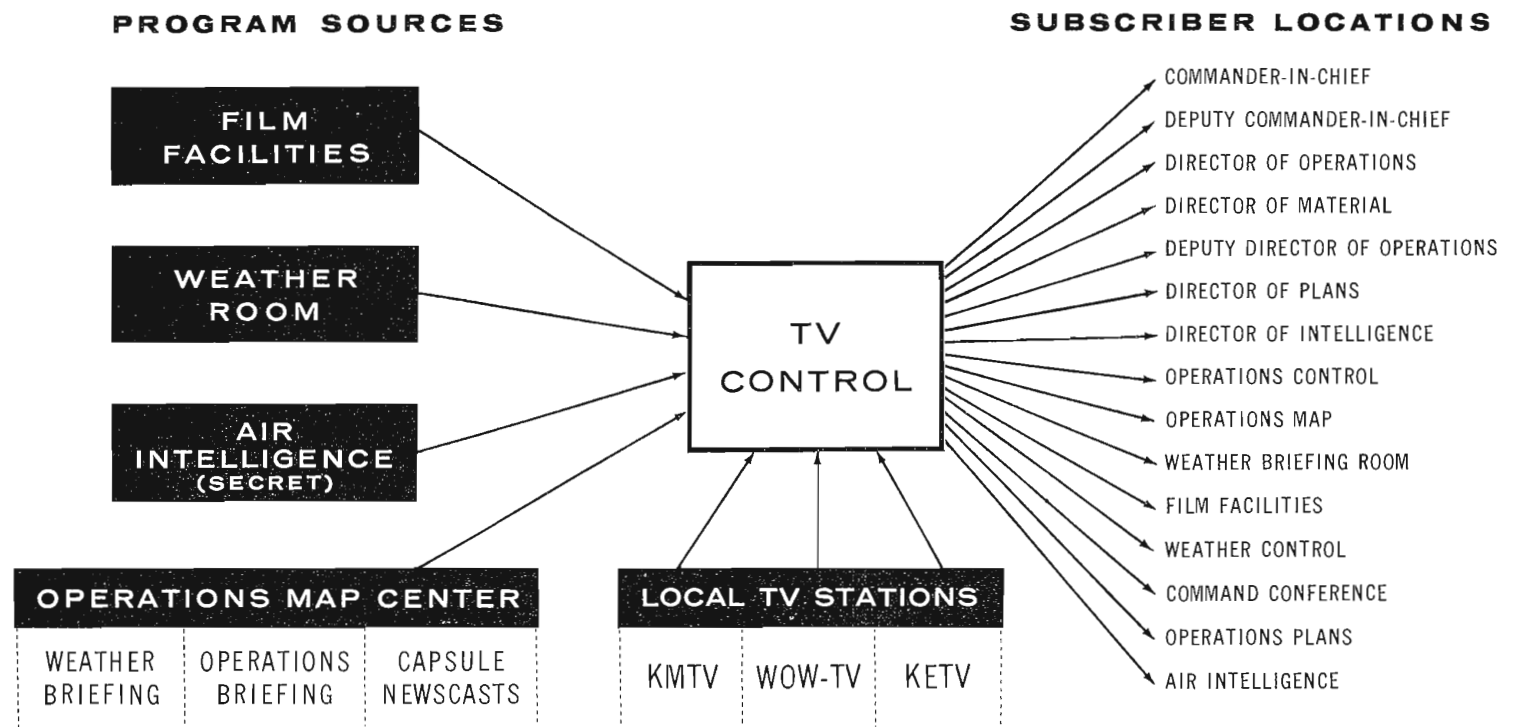 PROGRAM SOURCES
SUBSCRIBER LOCATIONS
FILM
FACILITIES
WEATHER
ROOM
AIR
INTELLIGENCE
(SECRET)
OPERATIONS MAP CENTER
WEATHER
BRIEFING
OPERATIONS
BRIEFING
CAPSULE
NEWSCASTS
TV
CONTROL
LOCAL TV STATIONS
KMTV
WOW-TV
KETV
COMMANDER-IN-CHIEF
DEPUTY COMMANDER-IN-CHIEF
DIRECTOR OF OPERATIONS
DIRECTOR OF MATERIAL
DEPUTY DIRECTOR OF OPERATIONS
DIRECTOR OF PLANS
DIRECTOR OF INTELLIGENCE
OPERATIONS CONTROL
OPERATIONS MAP
WEATHER BRIEFING ROOM
FILM FACILITIES
WEATHER CONTROL
COMMAND CONFERENCE
OPERATIONS PLANS
AIR INTELLIGENCE